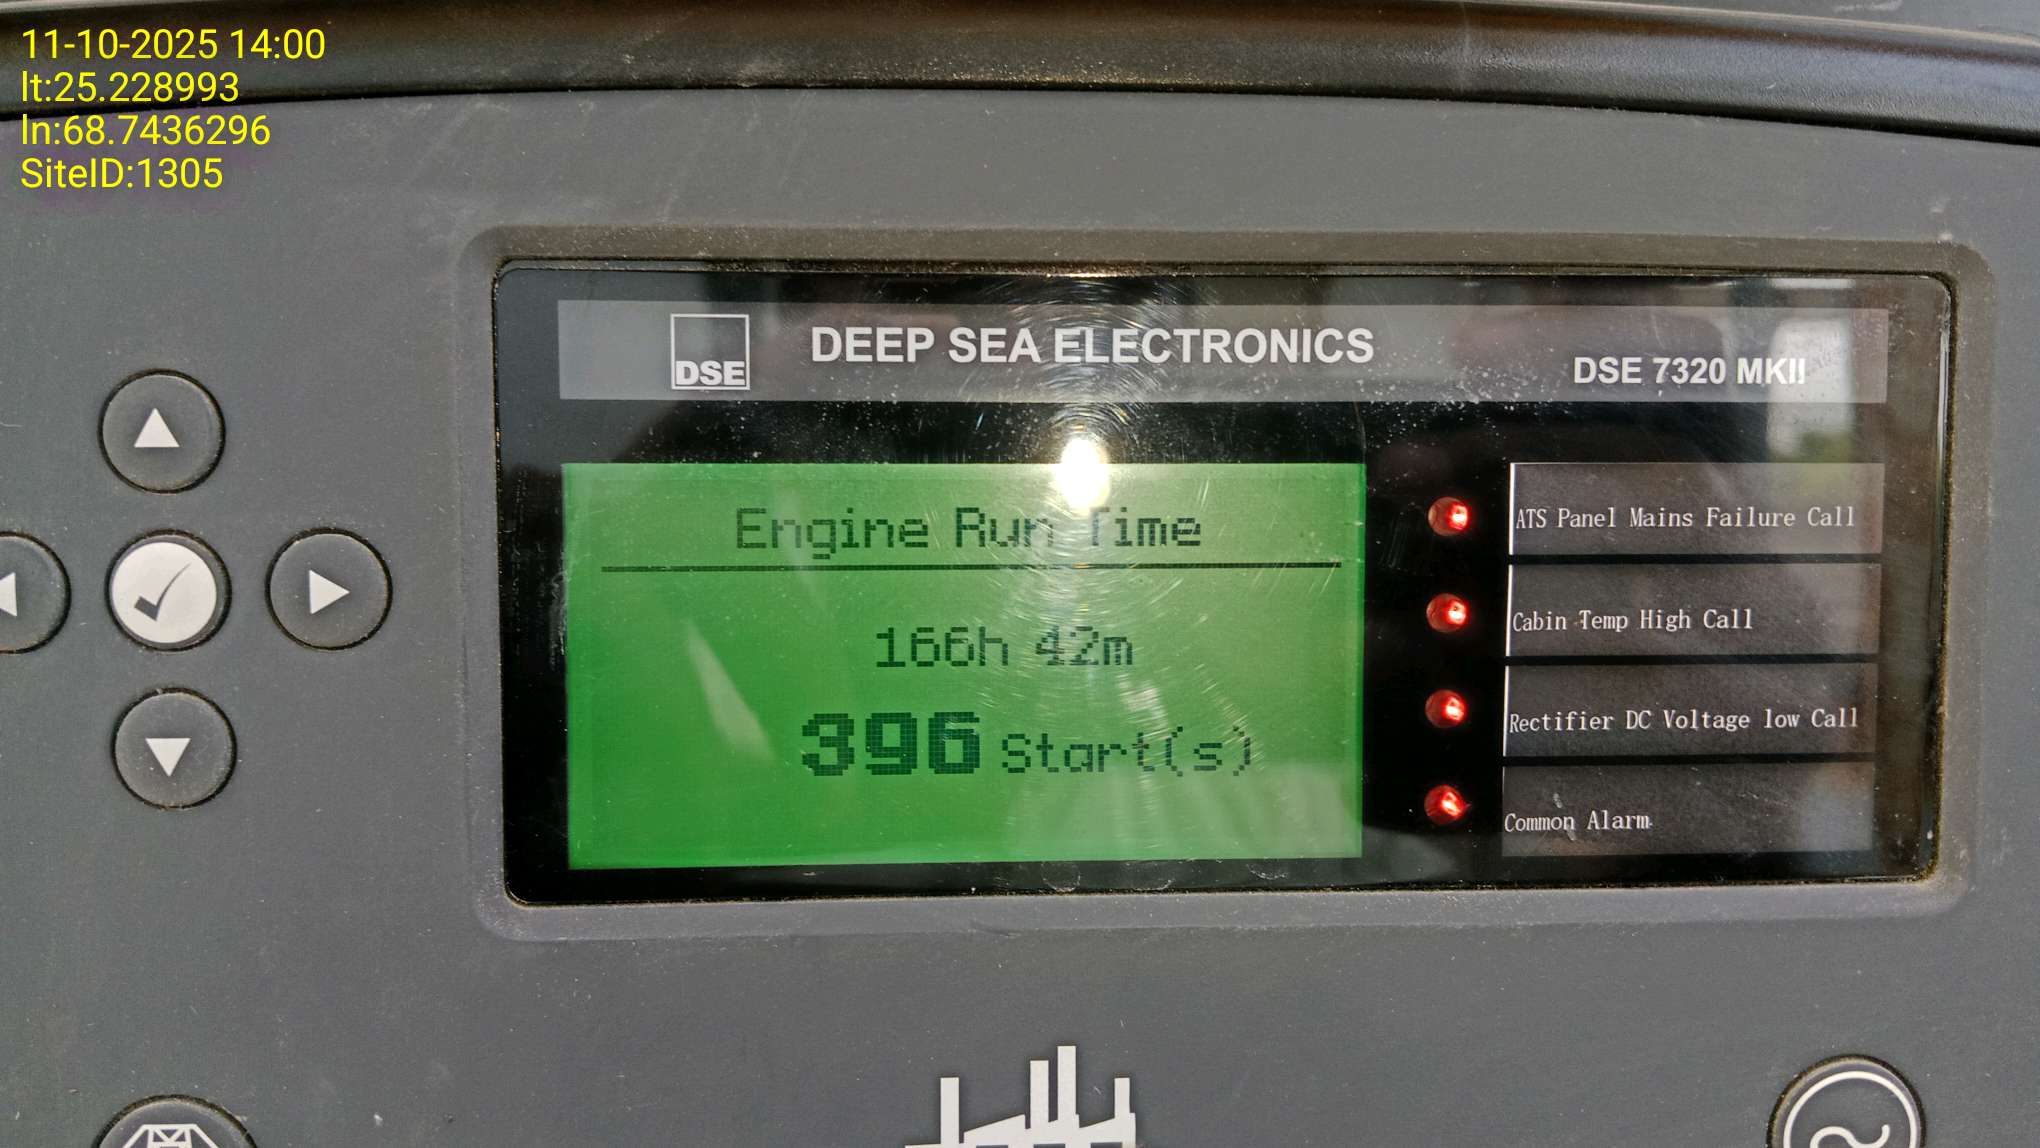 11-10-2025 14:00
lt:25.228993
ln:68.7436296
SiteID:1305
DSE
DEEP SEA ELECTRONICS
DSE 7320 MKII
Engine Run Time
166h 42m
396 Start(s)
ATS Panel Mains Failure Call
Cabin Temp High Call
Rectifier DC Voltage low Call
Common Alarm